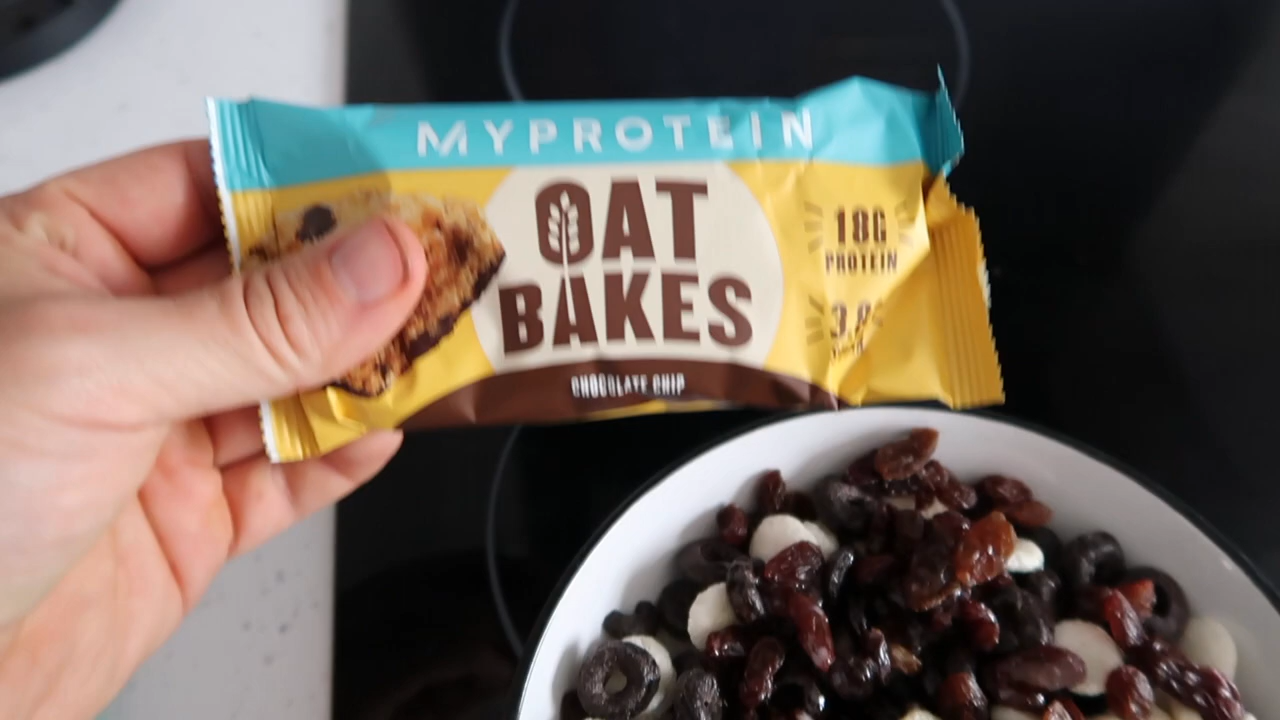 MYPROTEIN
OAT
BAKES
CHOCOLATE CHIP
18G
PROTEIN